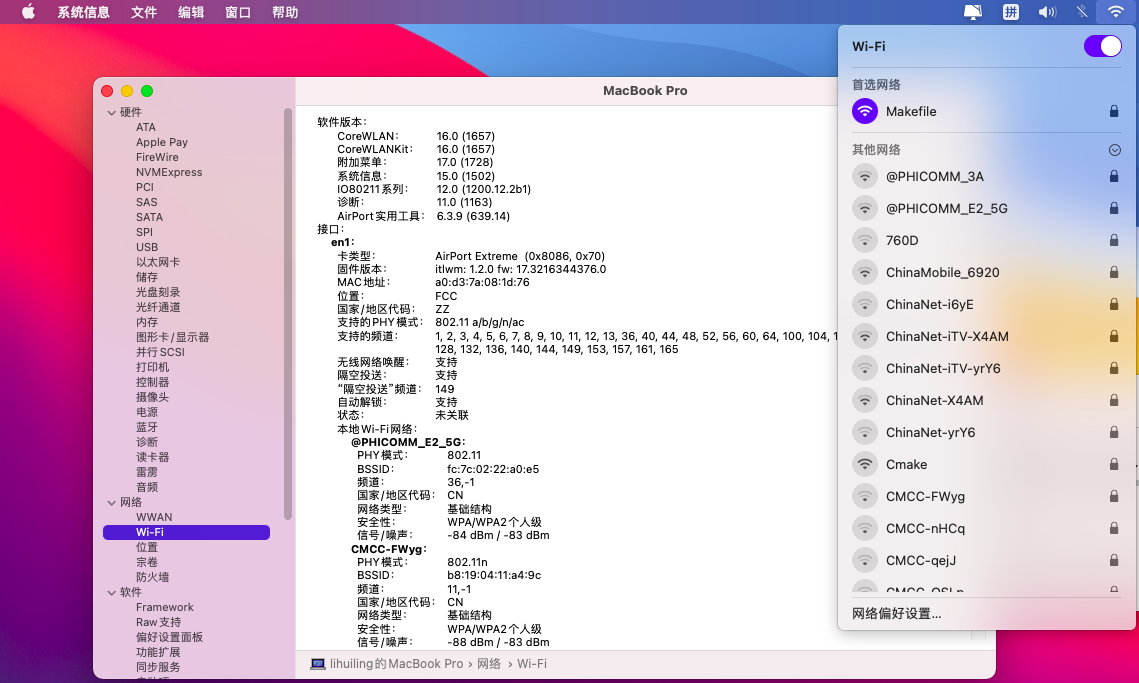 系统信息 文件 编辑 窗口 帮助
拼
MacBook Pro
硬件
ATA
Apple Pay
FireWire
NVMExpress
PCI
SAS
SATA
SPI
USB
以太网卡
储存
光盘刻录
光纤通道
内存
图形卡/显示器
并行SCSI
打印机
控制器
摄像头
电源
蓝牙
诊断
读卡器
雷雳
音频
网络
WWAN
Wi-Fi
位置
宗卷
防火墙
软件
Framework
Raw支持
偏好设置面板
功能扩展
同步服务
软件版本：
CoreWLAN： 16.0 (1657)
CoreWLANKit： 16.0 (1657)
附加菜单： 17.0 (1728)
系统信息： 15.0 (1502)
IO80211系列： 12.0 (1200.12.2b1)
诊断： 11.0 (1163)
AirPort实用工具： 6.3.9 (639.14)
接口：
en1：
卡类型： AirPort Extreme (0x8086, 0x70)
固件版本： itlwm: 1.2.0 fw: 17.3216344376.0
MAC地址： a0:d3:7a:08:1d:76
位置： FCC
国家/地区代码： ZZ
支持的PHY模式： 802.11 a/b/g/n/ac
支持的频道： 1, 2, 3, 4, 5, 6, 7, 8, 9, 10, 11, 12, 13, 36, 40, 44, 48, 52, 56, 60, 64, 100, 104, 1
128, 132, 136, 140, 144, 149, 153, 157, 161, 165
无线网络唤醒： 支持
隔空投送： 支持
“隔空投送”频道： 149
自动解锁： 支持
状态： 未关联
本地Wi-Fi网络：
@PHICOMM_E2_5G：
PHY模式： 802.11
BSSID： fc:7c:02:22:a0:e5
频道： 36,-1
国家/地区代码： CN
网络类型： 基础结构
安全性： WPA/WPA2个人级
信号/噪声： -84 dBm / -83 dBm
CMCC-FWyg：
PHY模式： 802.11n
BSSID： b8:19:04:11:a4:9c
频道： 11,-1
国家/地区代码： CN
网络类型： 基础结构
安全性： WPA/WPA2个人级
信号/噪声： -88 dBm / -83 dBm
lihuiling的MacBook Pro › 网络 › Wi-Fi
Wi-Fi
首选网络
Makefile
其他网络
@PHICOMM_3A
@PHICOMM_E2_5G
760D
ChinaMobile_6920
ChinaNet-i6yE
ChinaNet-iTV-X4AM
ChinaNet-iTV-yrY6
ChinaNet-X4AM
ChinaNet-yrY6
Cmake
CMCC-FWyg
CMCC-nHCq
CMCC-qejJ
网络偏好设置...